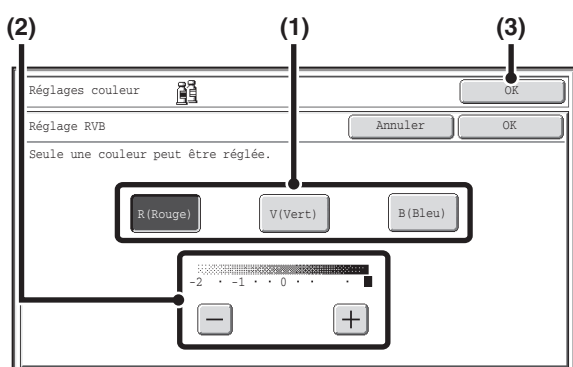 (2) (1) (3)
Réglages couleur OK
Réglage RVB Annuler OK
Seule une couleur peut être réglée.
R(Rouge) V(Vert) B(Bleu)
-2 · -1 · · 0 · · ·
− +